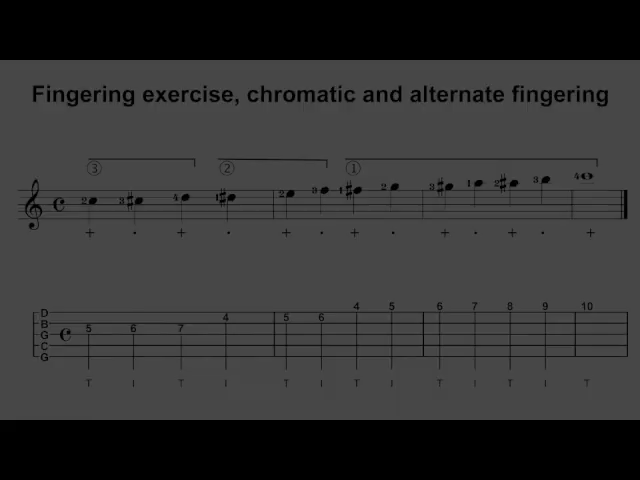 Fingering exercise, chromatic and alternate fingering
③ ② ①
2 3 4 1 2 3 1 2 3 1 2 3 4
+ · + · + · + · + · + · +
D 4 5 6 7 8 9 10
B 4 5 6
G 5 6 7
C
G
T I T I T I T I T I T I T